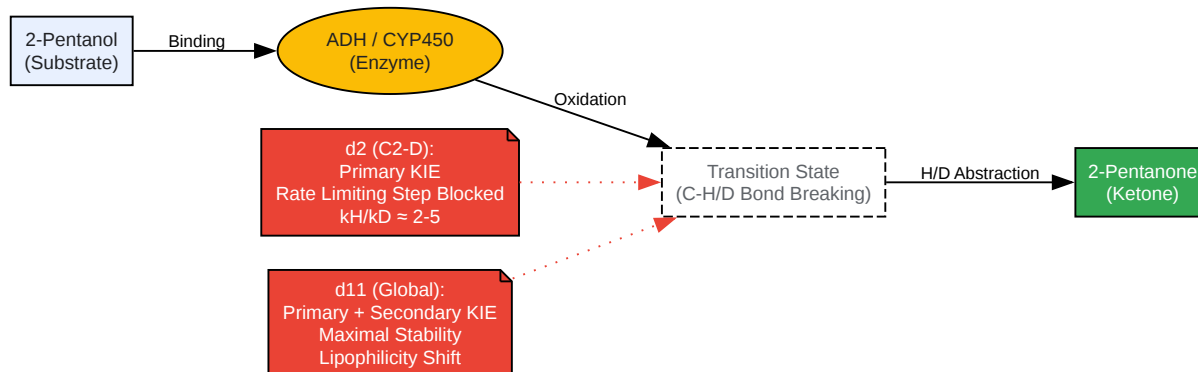 2-Pentanol
(Substrate)
Binding
ADH / CYP450
(Enzyme)
Oxidation
d2 (C2-D):
Primary KIE
Rate Limiting Step Blocked
kH/kD ≈ 2-5
Transition State
(C-H/D Bond Breaking)
H/D Abstraction
2-Pentanone
(Ketone)
d11 (Global):
Primary + Secondary KIE
Maximal Stability
Lipophilicity Shift